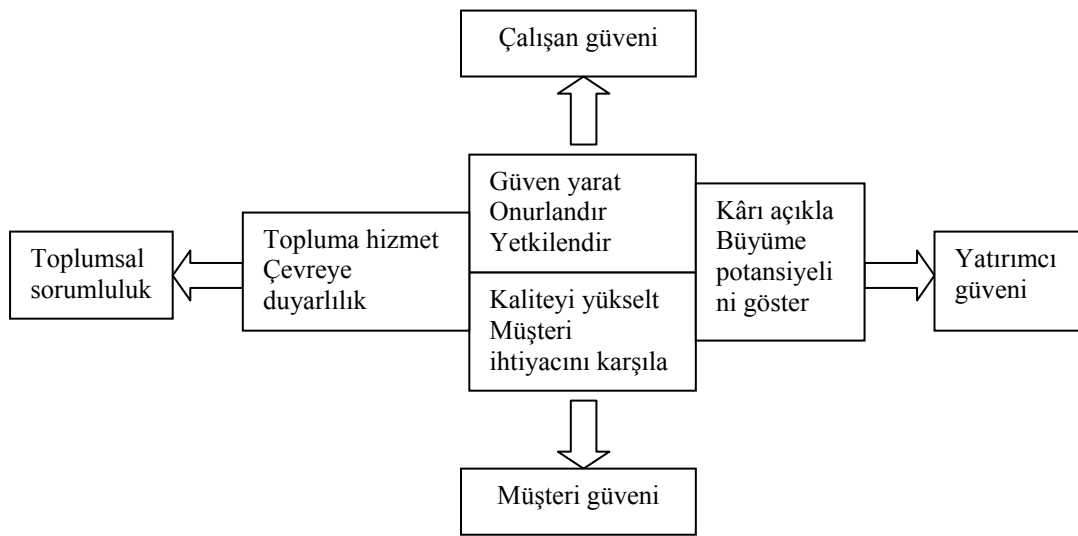 Çalışan güveni
Güven yarat
Onurlandır
Yetkilendir
Kârı açıkla
Büyüme
potansiyeli
ni göster
Topluma hizmet
Çevreye
duyarlılık
Toplumsal
sorumluluk
Yatırımcı
güveni
Kaliteyi yükselt
Müşteri
ihtiyacını karşıla
Müşteri güveni